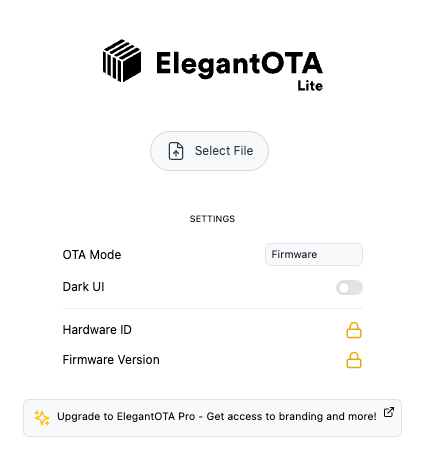 ElegantOTA
Lite
Select File
SETTINGS
OTA Mode Firmware
Dark UI
Hardware ID
Firmware Version
Upgrade to ElegantOTA Pro - Get access to branding and more!